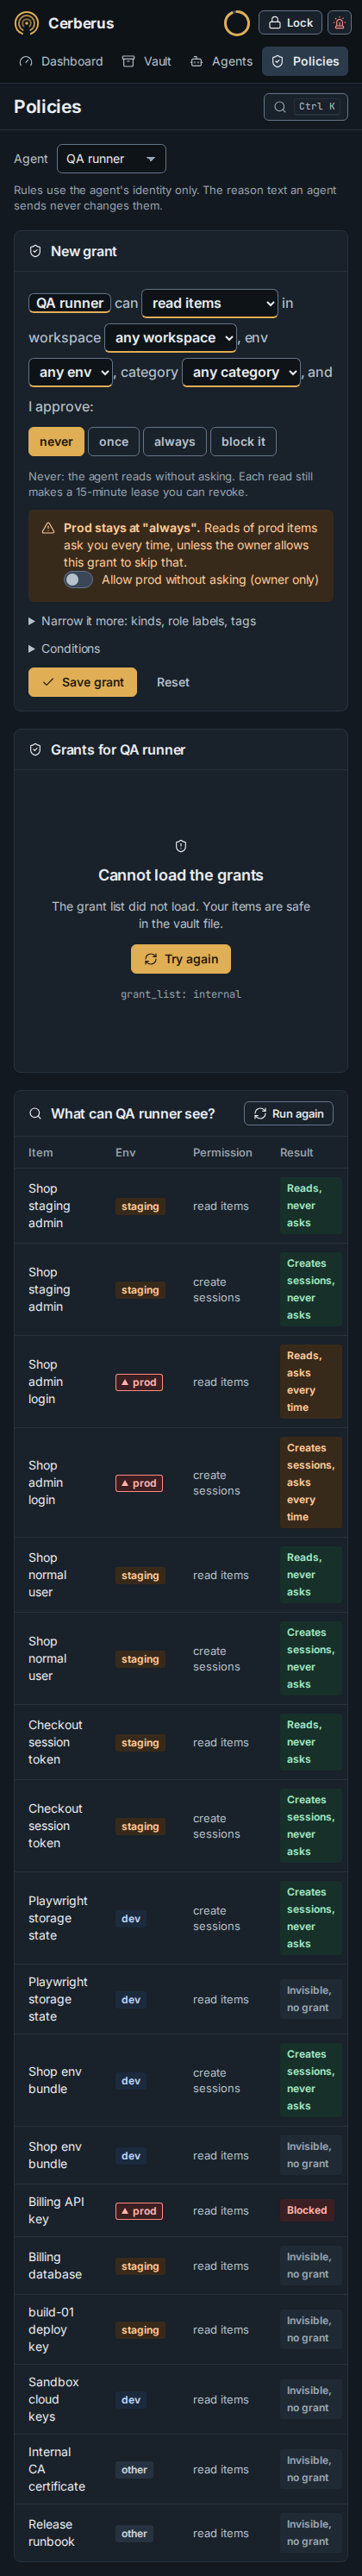 Cerberus
Lock
Dashboard
Vault
Agents
Policies
Policies
Ctrl K
Agent
QA runner
Rules use the agent's identity only. The reason text an agent
sends never changes them.
New grant
QA runner can read items in
workspace any workspace, env
any env, category any category, and
I approve:
never
once
always
block it
Never: the agent reads without asking. Each read still
makes a 15-minute lease you can revoke.
Prod stays at "always". Reads of prod items
ask you every time, unless the owner allows
this grant to skip that.
Allow prod without asking (owner only)
Narrow it more: kinds, role labels, tags
Conditions
Save grant
Reset
Grants for QA runner
Cannot load the grants
The grant list did not load. Your items are safe
in the vault file.
Try again
grant_list: internal
What can QA runner see?
Run again
Item Env Permission Result
Shop
staging
admin
staging
read items
Reads,
never
asks
Shop
staging
admin
staging
create
sessions
Creates
sessions,
never
asks
Shop
admin
login
prod
read items
Reads,
asks
every
time
Shop
admin
login
prod
create
sessions
Creates
sessions,
asks
every
time
Shop
normal
user
staging
read items
Reads,
never
asks
Shop
normal
user
staging
create
sessions
Creates
sessions,
never
asks
Checkout
session
token
staging
read items
Reads,
never
asks
Checkout
session
token
staging
create
sessions
Creates
sessions,
never
asks
Playwright
storage
state
dev
create
sessions
Creates
sessions,
never
asks
Playwright
storage
state
dev
read items
Invisible,
no grant
Shop env
bundle
dev
create
sessions
Creates
sessions,
never
asks
Shop env
bundle
dev
read items
Invisible,
no grant
Billing API
key
prod
read items
Blocked
Billing
database
staging
read items
Invisible,
no grant
build-01
deploy
key
staging
read items
Invisible,
no grant
Sandbox
cloud
keys
dev
read items
Invisible,
no grant
Internal
CA
certificate
other
read items
Invisible,
no grant
Release
runbook
other
read items
Invisible,
no grant